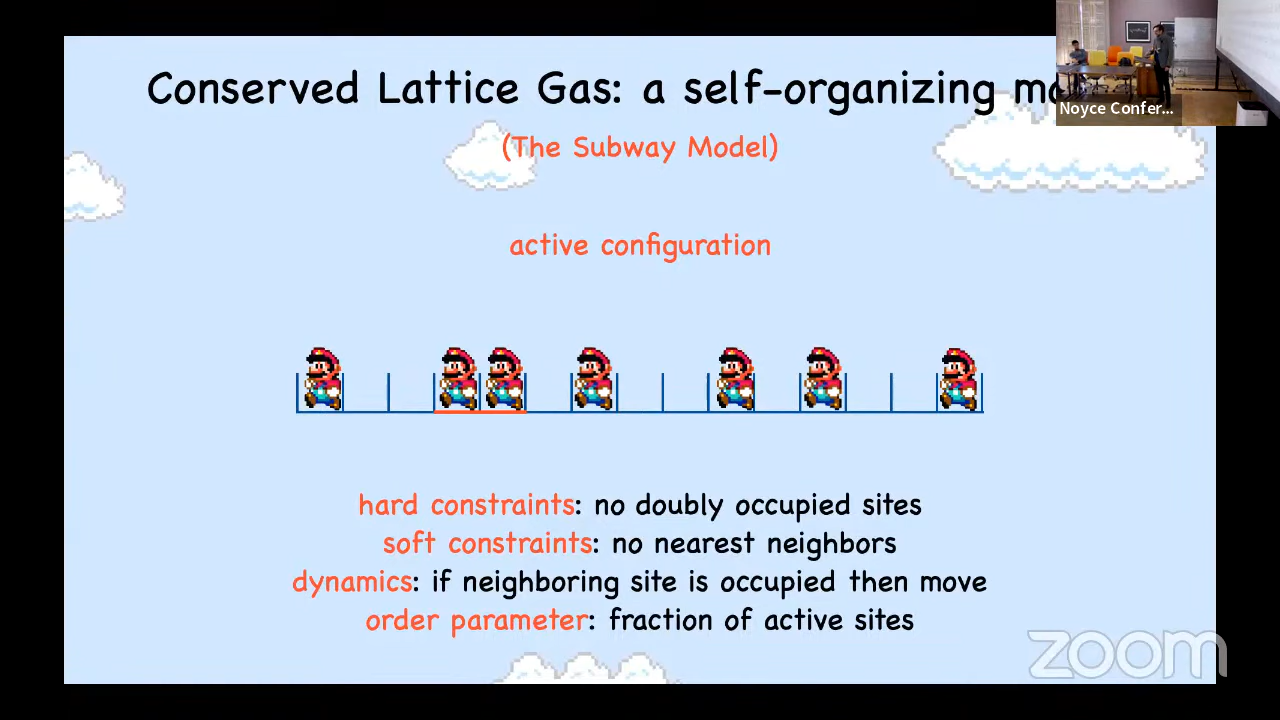 Conserved Lattice Gas: a self-organizing
(The Subway Model)
active configuration
hard constraints: no doubly occupied sites
soft constraints: no nearest neighbors
dynamics: if neighboring site is occupied then move
order parameter: fraction of active sites
Noyce Confer...
zoom